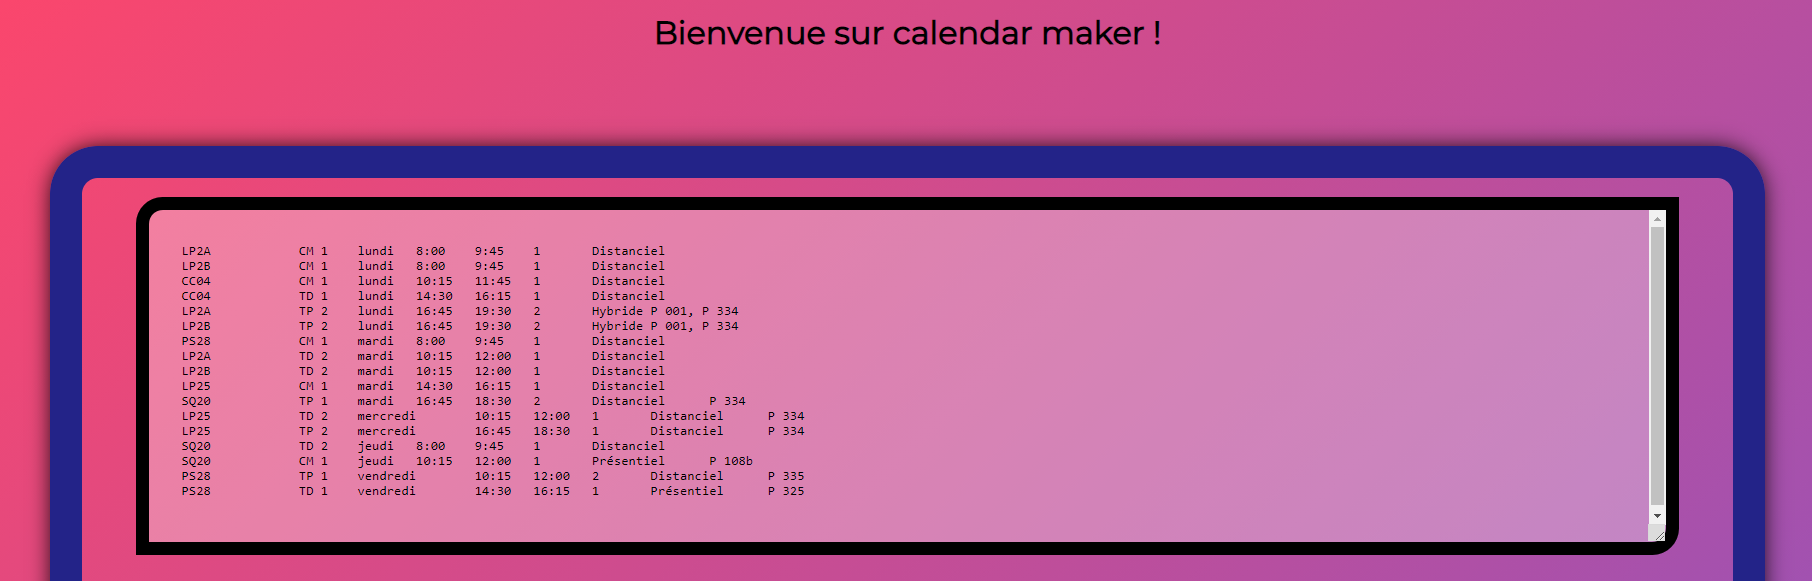 Bienvenue sur calendar maker !
LP2A CM 1 lundi 8:00 9:45 1 Distanciel
LP2B CM 1 lundi 8:00 9:45 1 Distanciel
CC04 CM 1 lundi 10:15 11:45 1 Distanciel
CC04 TD 1 lundi 14:30 16:15 1 Distanciel
LP2A TP 2 lundi 16:45 19:30 2 Hybride P 001, P 334
LP2B TP 2 lundi 16:45 19:30 2 Hybride P 001, P 334
PS28 CM 1 mardi 8:00 9:45 1 Distanciel
LP2A TD 2 mardi 10:15 12:00 1 Distanciel
LP2B TD 2 mardi 10:15 12:00 1 Distanciel
LP25 CM 1 mardi 14:30 16:15 1 Distanciel
SQ20 TP 1 mardi 16:45 18:30 2 Distanciel P 334
LP25 TD 2 mercredi 10:15 12:00 1 Distanciel P 334
LP25 TP 2 mercredi 16:45 18:30 1 Distanciel P 334
SQ20 TD 2 jeudi 8:00 9:45 1 Distanciel
SQ20 CM 1 jeudi 10:15 12:00 1 Présentiel P 108b
PS28 TP 1 vendredi 10:15 12:00 2 Distanciel P 335
PS28 TD 1 vendredi 14:30 16:15 1 Présentiel P 325